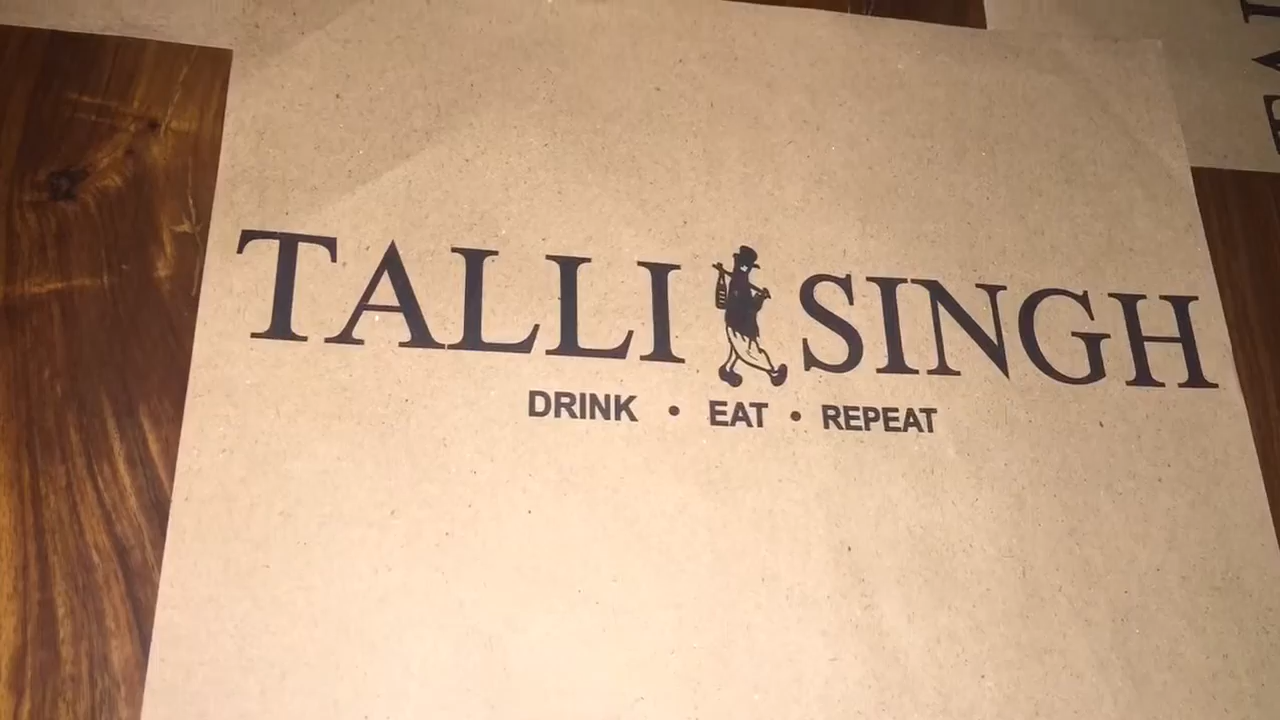 TALLI SINGH
DRINK • EAT • REPEAT